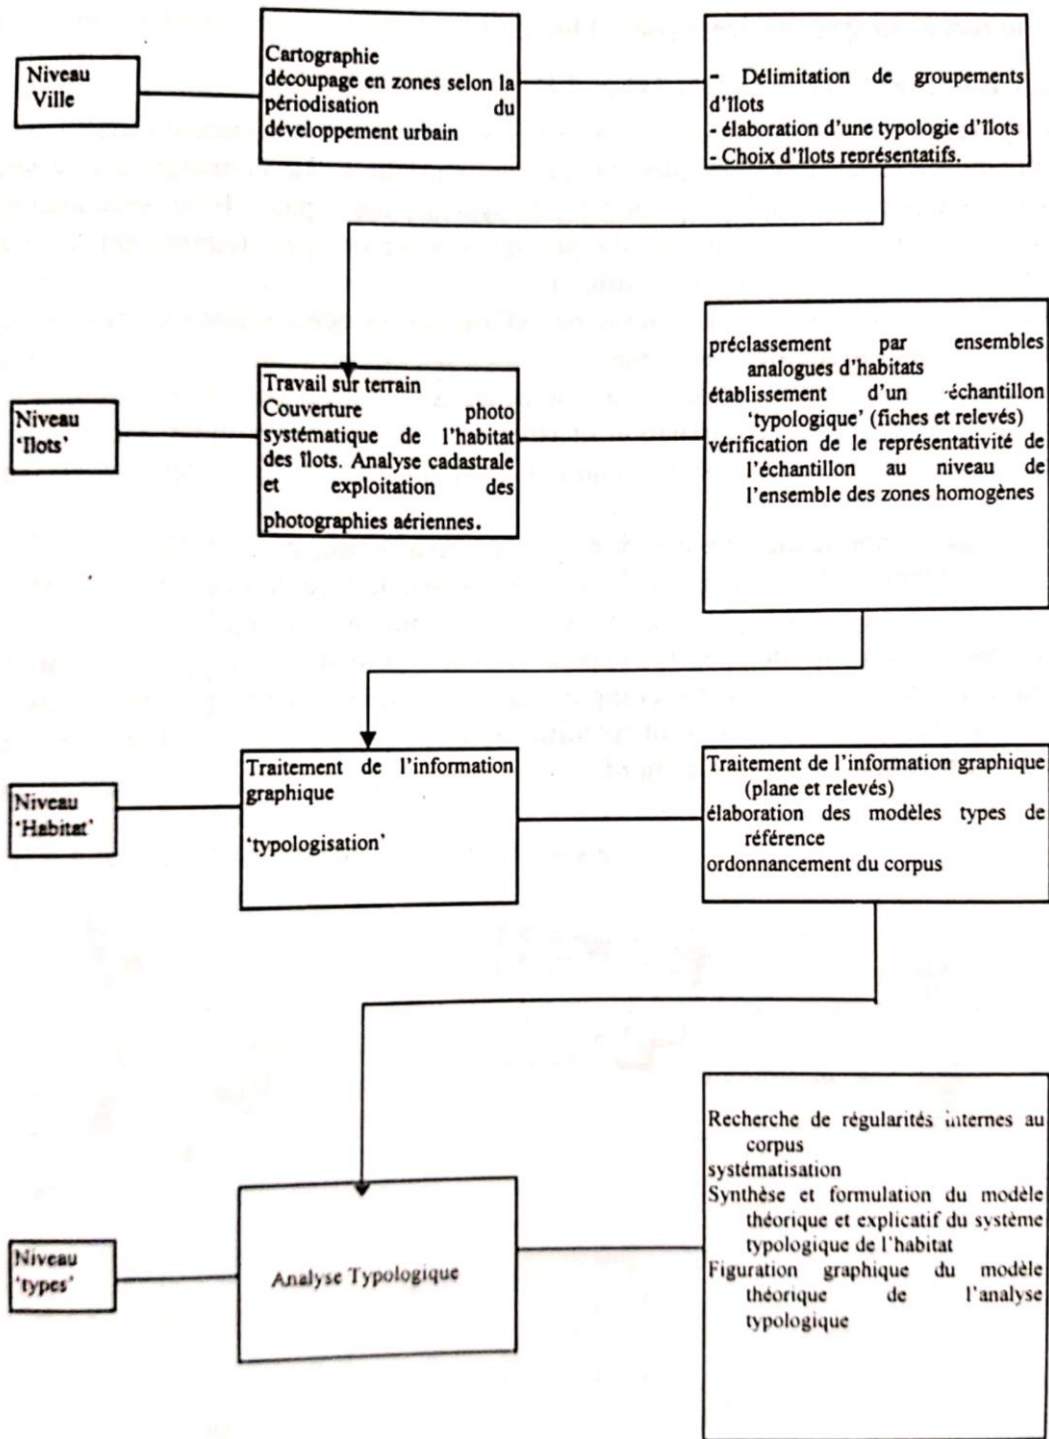 Niveau
Ville
Cartographie
découpage en zones selon la
périodisation du
développement urbain
- Délimitation de groupements
d'îlots
- élaboration d'une typologie d'îlots
- Choix d'îlots représentatifs.
Niveau
'Ilots'
Travail sur terrain
Couverture photo
systématique de l'habitat
des îlots. Analyse cadastrale
et exploitation des
photographies aériennes.
préclassement par ensembles
analogues d'habitats
établissement d'un échantillon
'typologique' (fiches et relevés)
vérification de le représentativité de
l'échantillon au niveau de
l'ensemble des zones homogènes
Niveau
'Habitat'
Traitement de l'information
graphique
'typologisation'
Traitement de l'information graphique
(plane et relevés)
élaboration des modèles types de
référence
ordonnancement du corpus
Niveau
'types'
Analyse Typologique
Recherche de régularités internes au
corpus
systématisation
Synthèse et formulation du modèle
théorique et explicatif du système
typologique de l'habitat
Figuration graphique du modèle
théorique de l'analyse
typologique